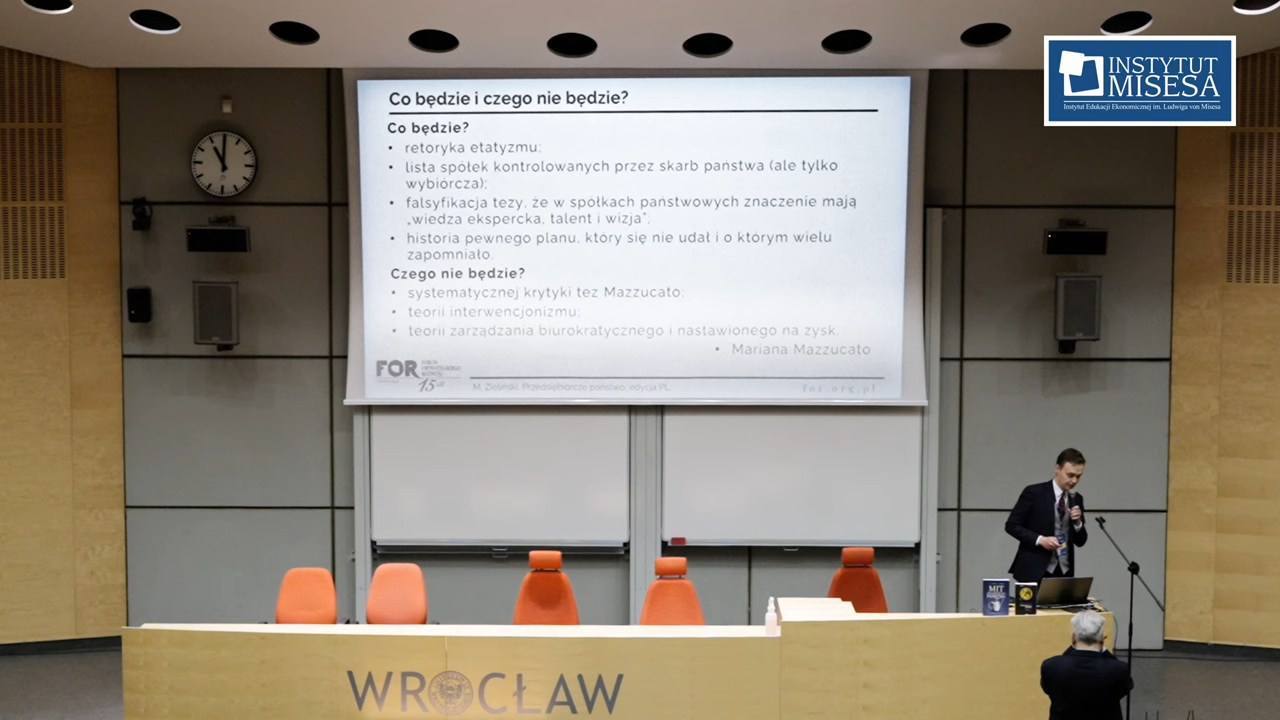 INSTYTUT
MISESA
Instytut Edukacji Ekonomicznej im. Ludwiga von Misesa
Co będzie i czego nie będzie?
Co będzie?
• retoryka etatyzmu;
• lista spółek kontrolowanych przez skarb państwa (ale tylko
wybiórcza);
• falsyfikacja tezy, że w spółkach państwowych znaczenie mają
„wiedza ekspercka, talent i wizja”;
• historia pewnego planu, który się nie udał i o którym wielu
zapomniało.
Czego nie będzie?
• systematycznej krytyki tez Mazzucato;
• teorii interwencjonizmu;
• teorii zarządzania biurokratycznego i nastawionego na zysk.
• Mariana Mazzucato
FOR
15
M. Zieliński, Przedsiębiorcze państwo, edycja PL
for.org.pl
MIT
WROCŁAW